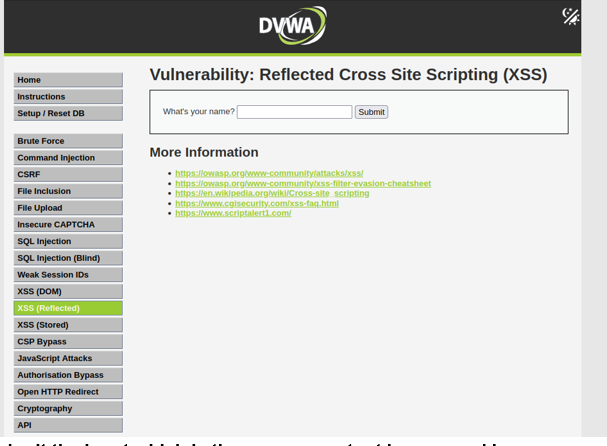 DVWA
Vulnerability: Reflected Cross Site Scripting (XSS)
What's your name? Submit
More Information
https://owasp.org/www-community/attacks/xss/
https://owasp.org/www-community/xss-filter-evasion-cheatsheet
https://en.wikipedia.org/wiki/Cross-site_scripting
https://www.cgisecurity.com/xss-faq.html
https://www.scriptalert1.com/
Home
Instructions
Setup / Reset DB
Brute Force
Command Injection
CSRF
File Inclusion
File Upload
Insecure CAPTCHA
SQL Injection
SQL Injection (Blind)
Weak Session IDs
XSS (DOM)
XSS (Reflected)
XSS (Stored)
CSP Bypass
JavaScript Attacks
Authorisation Bypass
Open HTTP Redirect
Cryptography
API